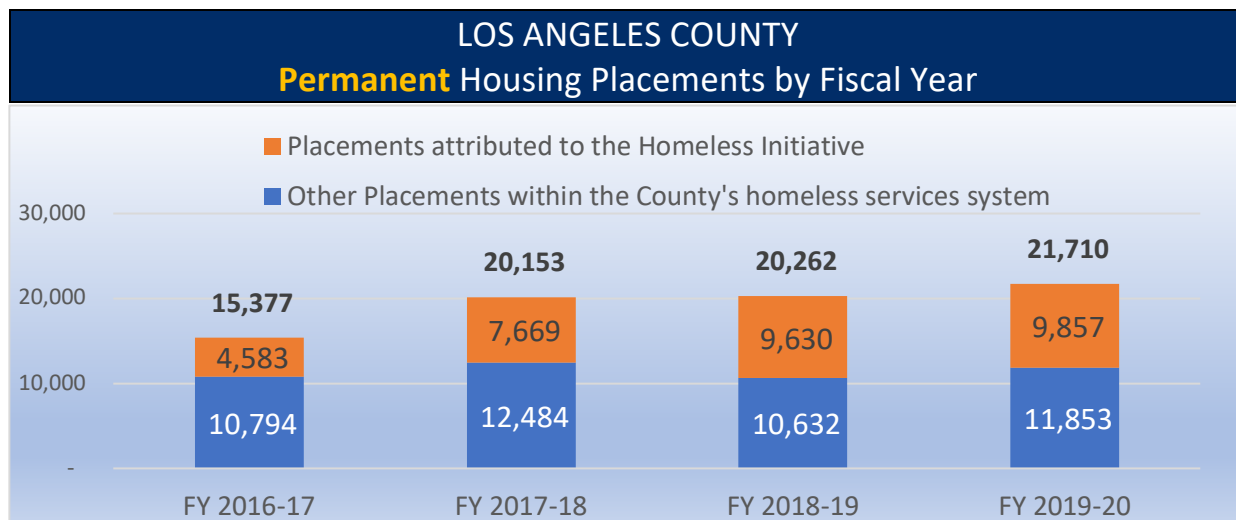 LOS ANGELES COUNTY
Permanent Housing Placements by Fiscal Year
Placements attributed to the Homeless Initiative
Other Placements within the County's homeless services system
30,000
20,000
10,000
-
15,377
4,583
10,794
20,153
7,669
12,484
20,262
9,630
10,632
21,710
9,857
11,853
FY 2016-17
FY 2017-18
FY 2018-19
FY 2019-20